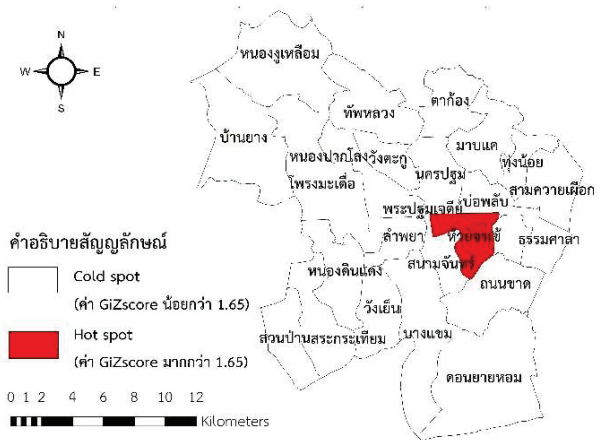 N
W E
S
หนองงูเหลือม
ตาก้อง
ทัพหลวง
บ้านยาง
มาบแค
หนองปากโลง วังตะกู
ทุ่งน้อย
โพรงมะเดื่อ
นครปฐม
สามควายเผือก
พระปฐมเจดีย์ บ่อพลับ
ลำพยา ห้วยจรเข้ ธรรมศาลา
หนองดินแดง สนามจันทร์
ถนนขาด
วังเย็น
สวนป่าน สระกระเทียม บางแขม
ดอนยายหอม
คำอธิบายสัญญลักษณ์
Cold spot
(ค่า GiZscore น้อยกว่า 1.65)
Hot spot
(ค่า GiZscore มากกว่า 1.65)
0 1 2 4 6 8 10 12
Kilometers